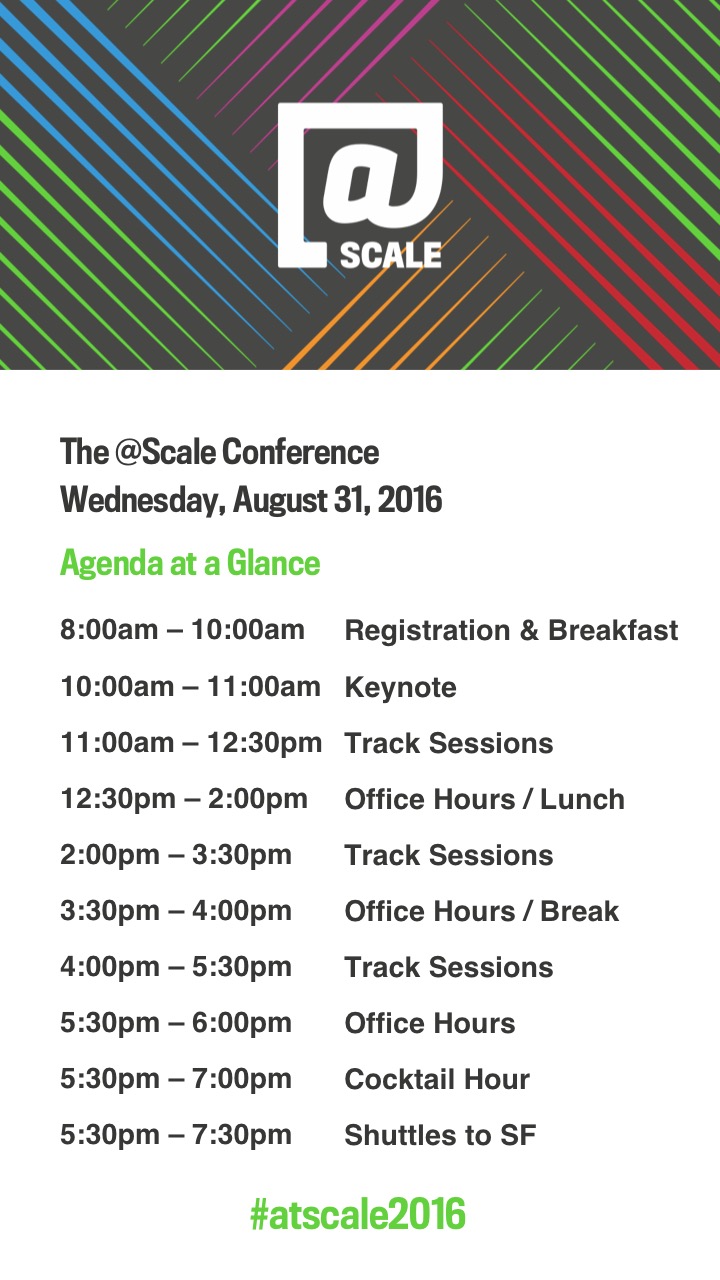 @
SCALE
The @Scale Conference
Wednesday, August 31, 2016
Agenda at a Glance
8:00am – 10:00am Registration & Breakfast
10:00am – 11:00am Keynote
11:00am – 12:30pm Track Sessions
12:30pm – 2:00pm Office Hours / Lunch
2:00pm – 3:30pm Track Sessions
3:30pm – 4:00pm Office Hours / Break
4:00pm – 5:30pm Track Sessions
5:30pm – 6:00pm Office Hours
5:30pm – 7:00pm Cocktail Hour
5:30pm – 7:30pm Shuttles to SF
#atscale2016